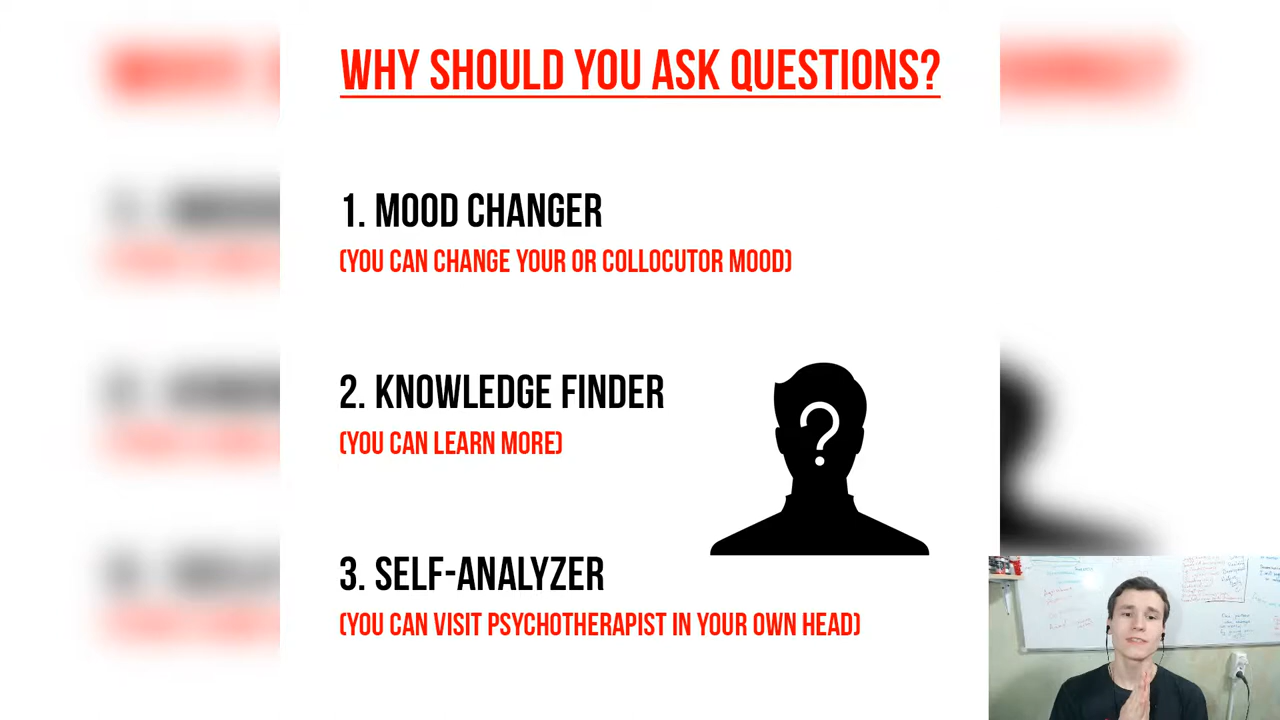 WHY SHOULD YOU ASK QUESTIONS?
1. MOOD CHANGER
(YOU CAN CHANGE YOUR OR COLLOCUTOR MOOD)
2. KNOWLEDGE FINDER
(YOU CAN LEARN MORE)
?
3. SELF-ANALYZER
(YOU CAN VISIT PSYCHOTHERAPIST IN YOUR OWN HEAD)